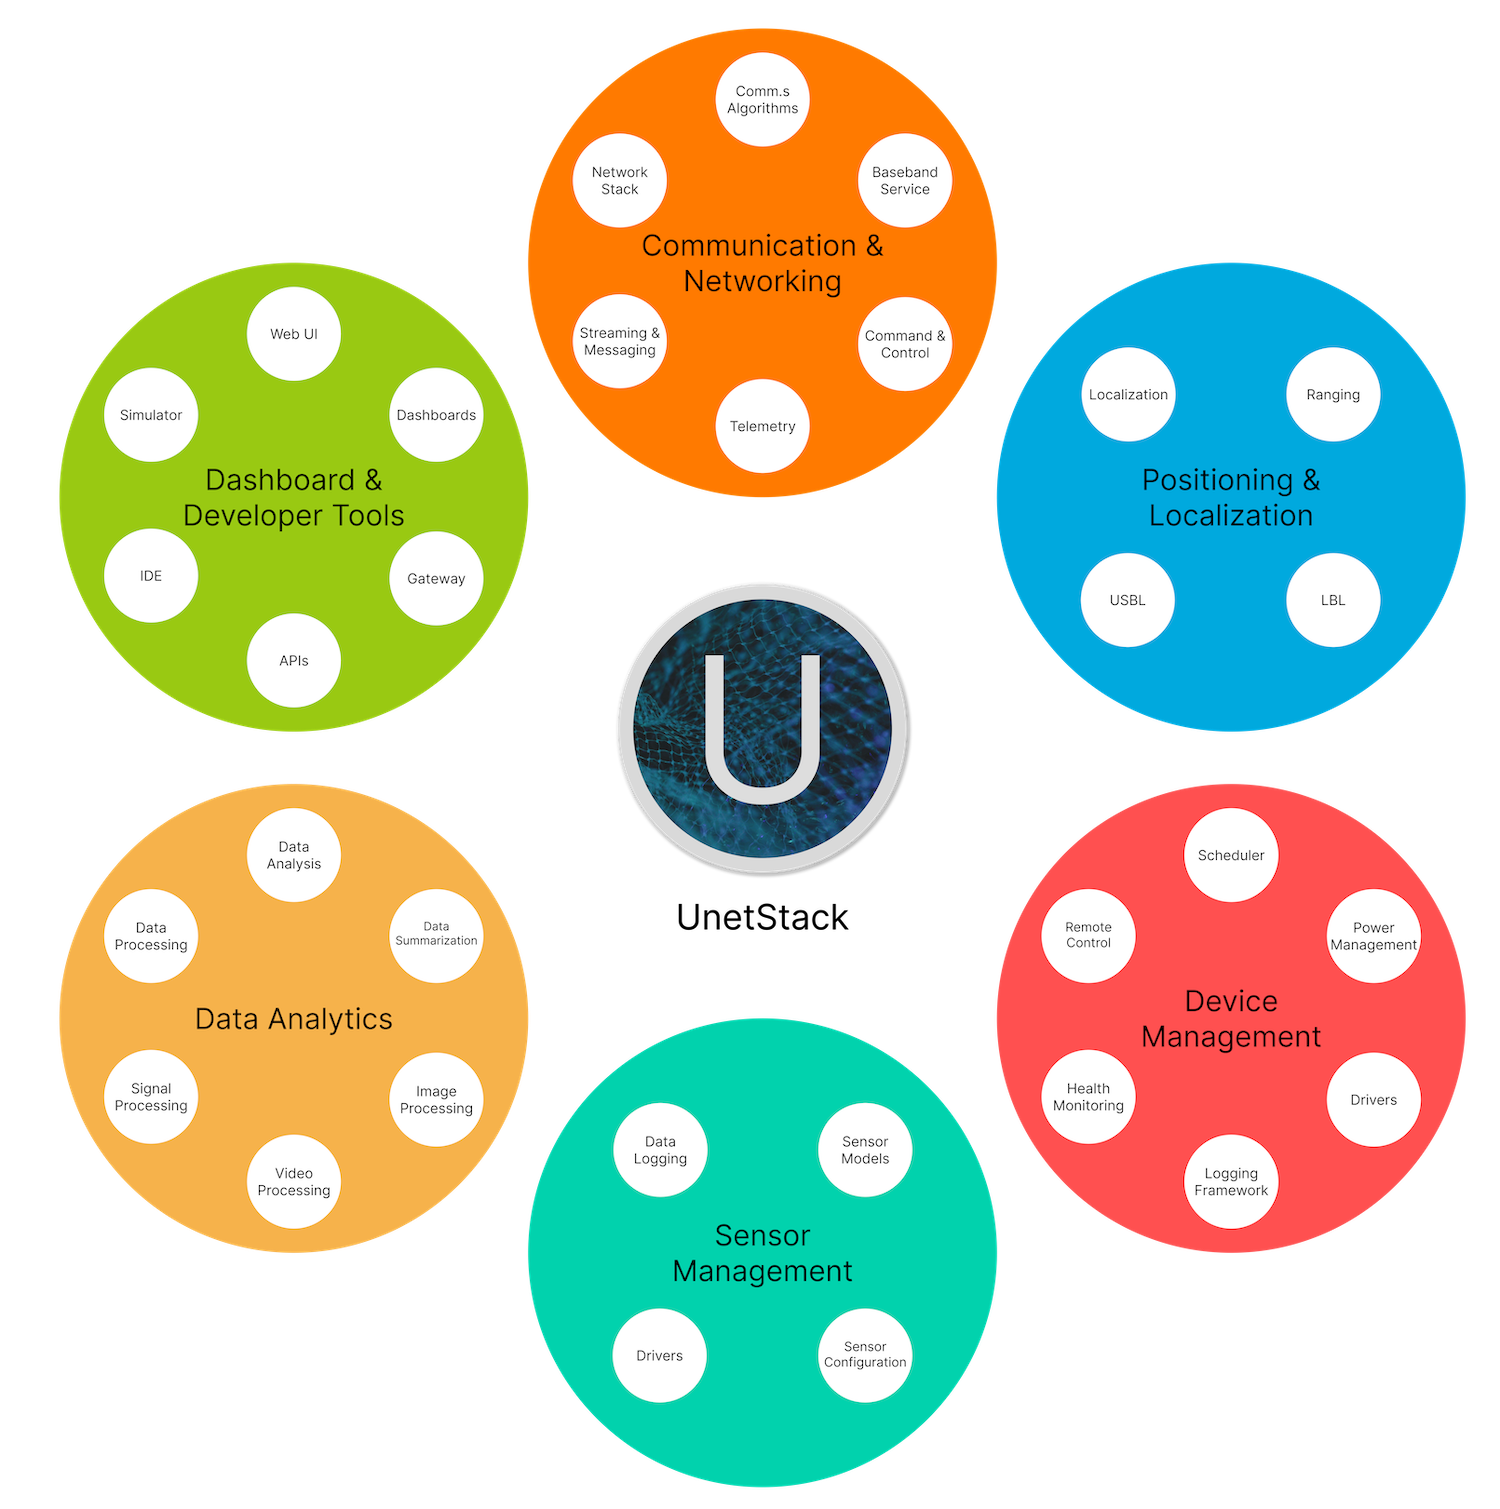 Comm.s
Algorithms
Network
Stack
Baseband
Service
Communication &
Networking
Streaming &
Messaging
Command &
Control
Telemetry
Web UI
Simulator
Dashboards
Dashboard &
Developer Tools
IDE
Gateway
APIs
Localization
Ranging
Positioning &
Localization
USBL
LBL
U
UnetStack
Data
Analysis
Data
Processing
Data
Summarization
Data Analytics
Signal
Processing
Image
Processing
Video
Processing
Scheduler
Remote
Control
Power
Management
Device
Management
Health
Monitoring
Drivers
Logging
Framework
Data
Logging
Sensor
Models
Sensor
Management
Drivers
Sensor
Configuration